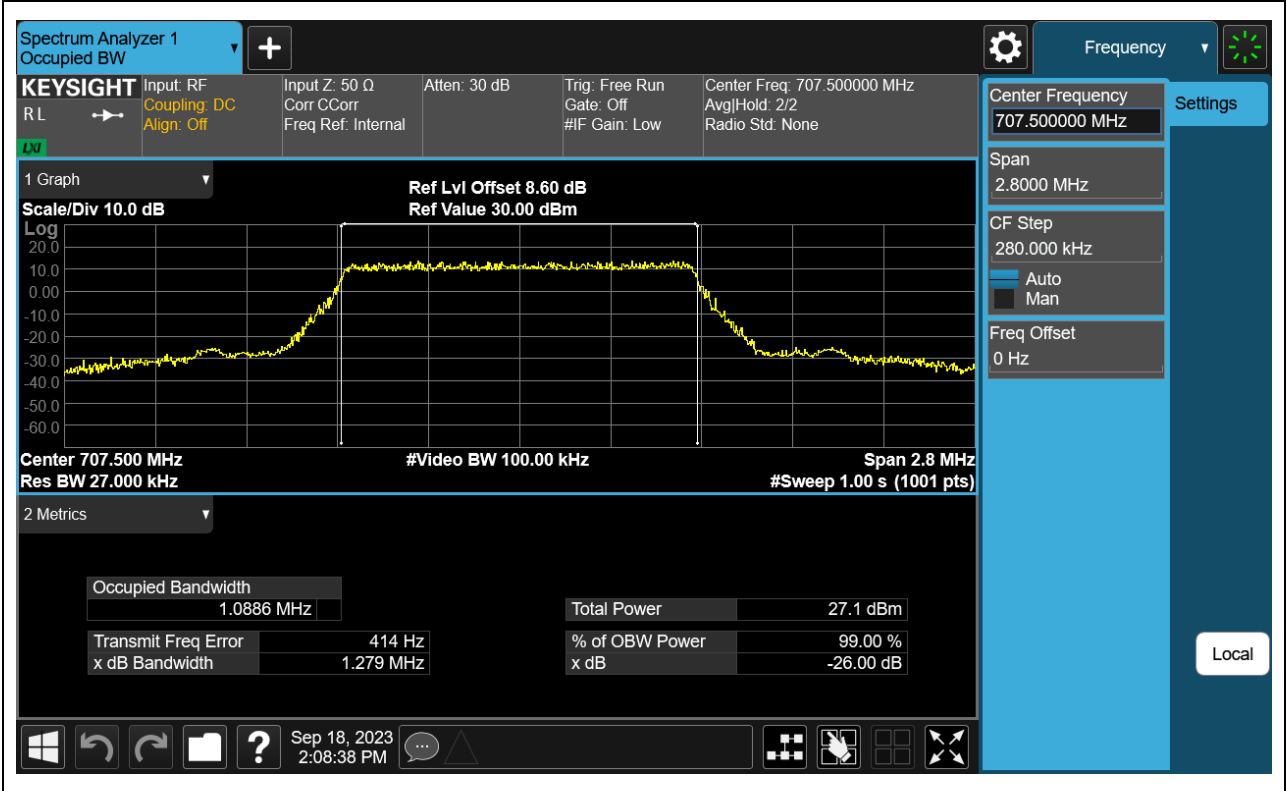 Spectrum Analyzer 1
Occupied BW
+
Frequency
KEYSIGHT
R L
LXI
Input: RF
Coupling: DC
Align: Off
Input Z: 50 Ω
Corr CCorr
Freq Ref: Internal
Atten: 30 dB
Trig: Free Run
Gate: Off
#IF Gain: Low
Center Freq: 707.500000 MHz
Avg|Hold: 2/2
Radio Std: None
Center Frequency
707.500000 MHz
Settings
Span
2.8000 MHz
CF Step
280.000 kHz
Auto
Man
Freq Offset
0 Hz
Local
1 Graph
Scale/Div 10.0 dB
Ref Lvl Offset 8.60 dB
Ref Value 30.00 dBm
Log
20.0
10.0
0.00
-10.0
-20.0
-30.0
-40.0
-50.0
-60.0
Center 707.500 MHz
#Video BW 100.00 kHz
Span 2.8 MHz
Res BW 27.000 kHz
#Sweep 1.00 s (1001 pts)
2 Metrics
Occupied Bandwidth
1.0886 MHz
Total Power 27.1 dBm
Transmit Freq Error 414 Hz
% of OBW Power 99.00 %
x dB Bandwidth 1.279 MHz
x dB -26.00 dB
?
Sep 18, 2023
2:08:38 PM